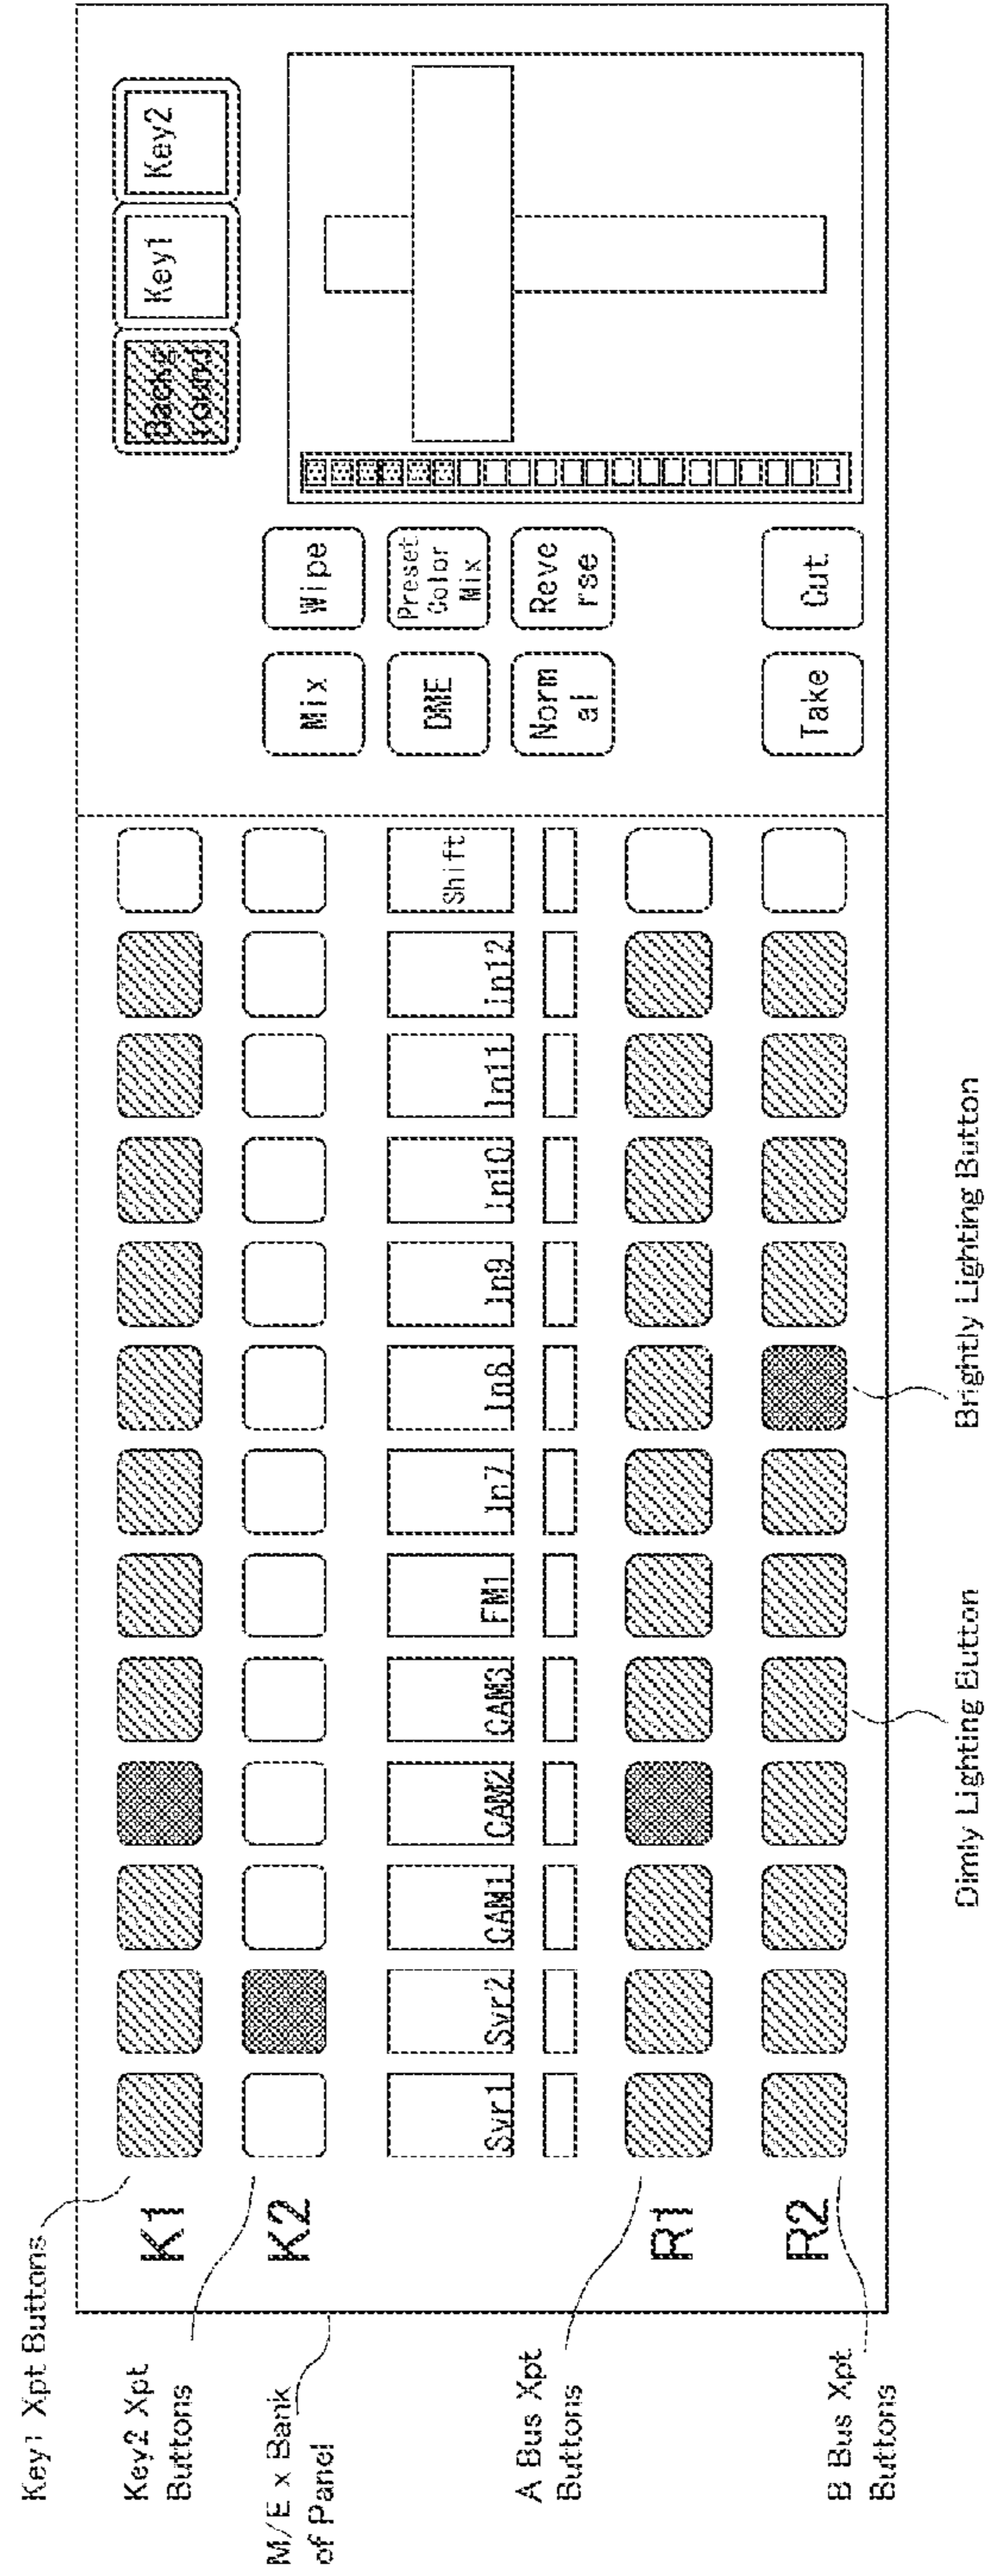 Key1 Xpt Buttons
Key2 Xpt
Buttons
M/E x Bank
of Panel
A Bus Xpt
Buttons
B Bus Xpt
Buttons
K1
K2
R1
R2
Svr1
Svr2
CAM1
CAM2
CAM3
FM1
In7
In8
In9
In10
In11
In12
Shift
Mix
Wipe
DME
Preset
Color
Mix
Norm
al
Reve
rse
Take
Cut
Backg
round
Key1
Key2
Dimly Lighting Button
Brightly Lighting Button